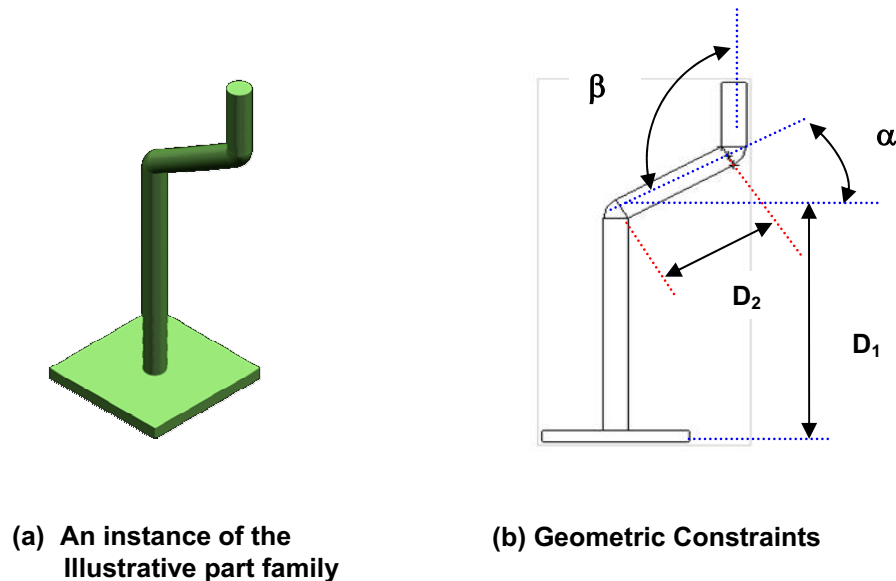 β
α
D₂
D₁
(a) An instance of the
Illustrative part family
(b) Geometric Constraints